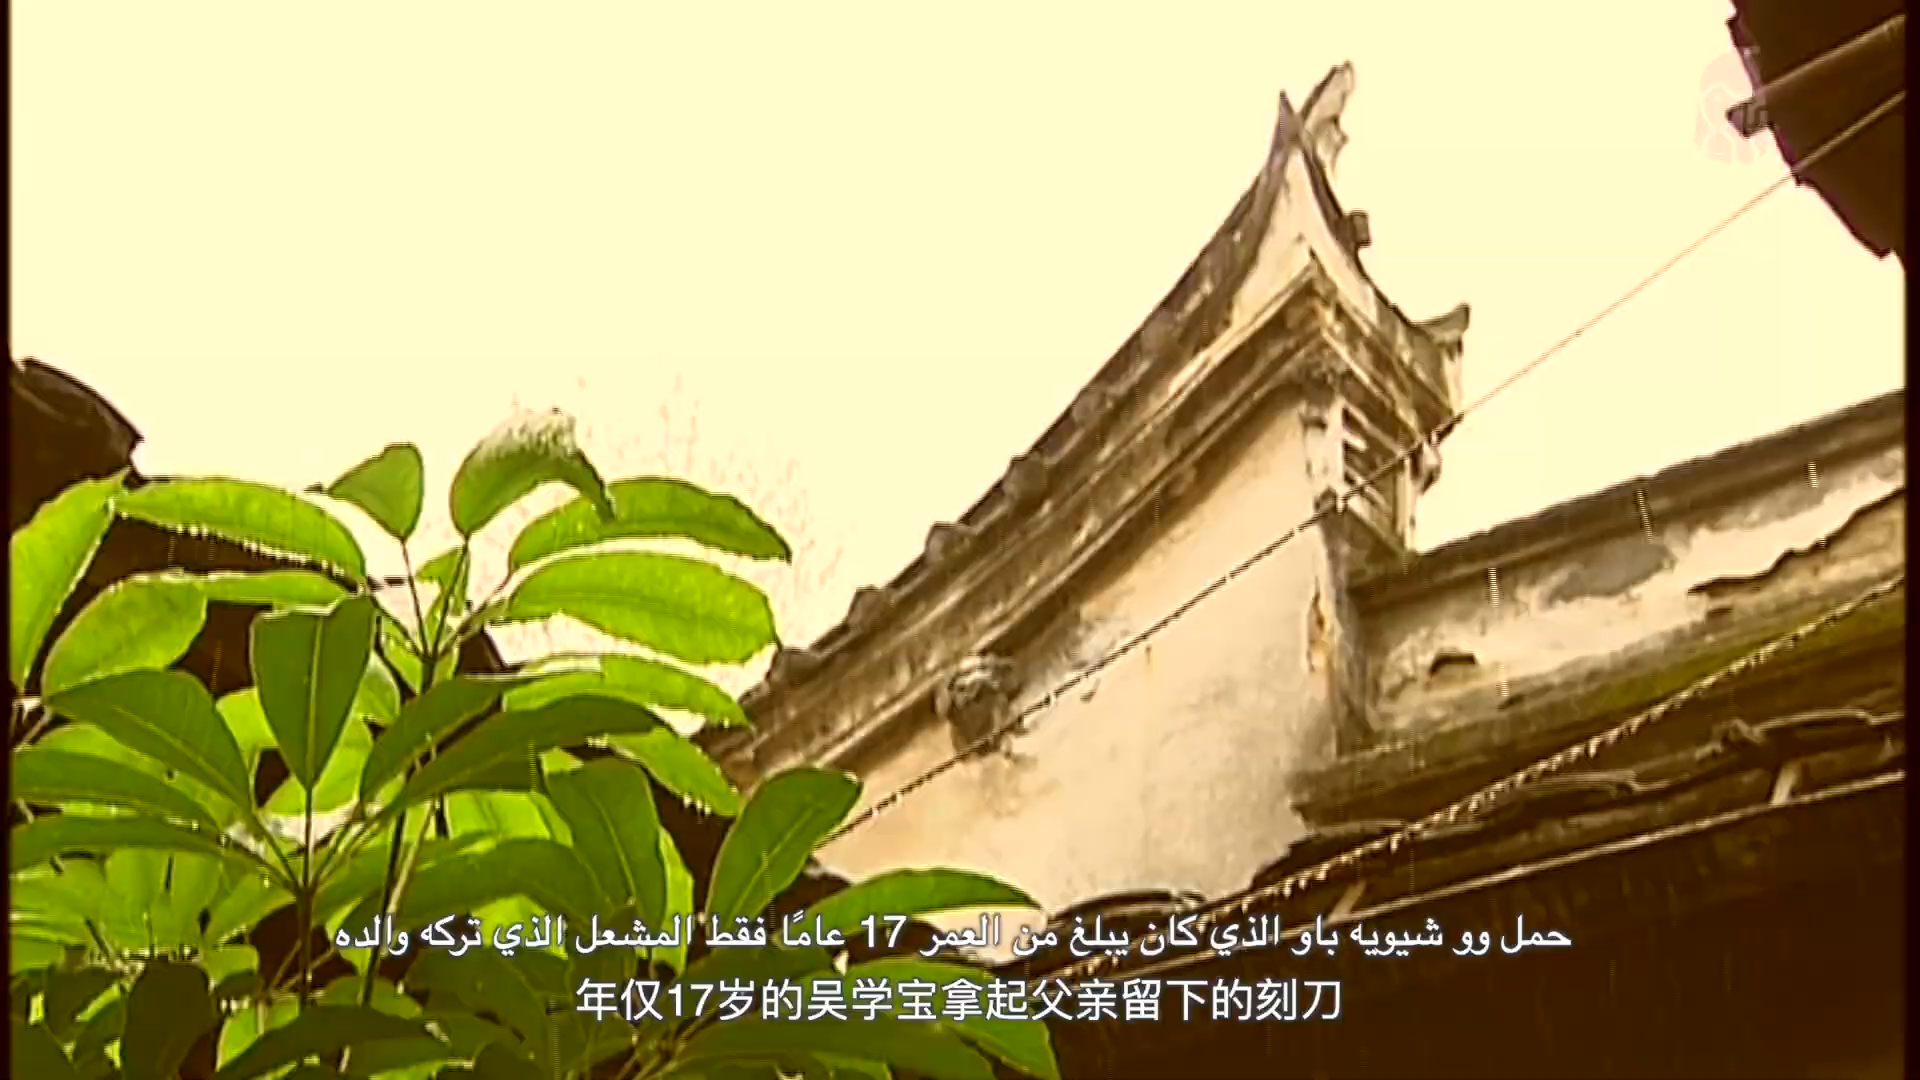 حمل وو شيويه باو الذي كان يبلغ من العمر 17 عامًا فقط المشعل الذي تركه والده
年仅17岁的吴学宝拿起父亲留下的刻刀